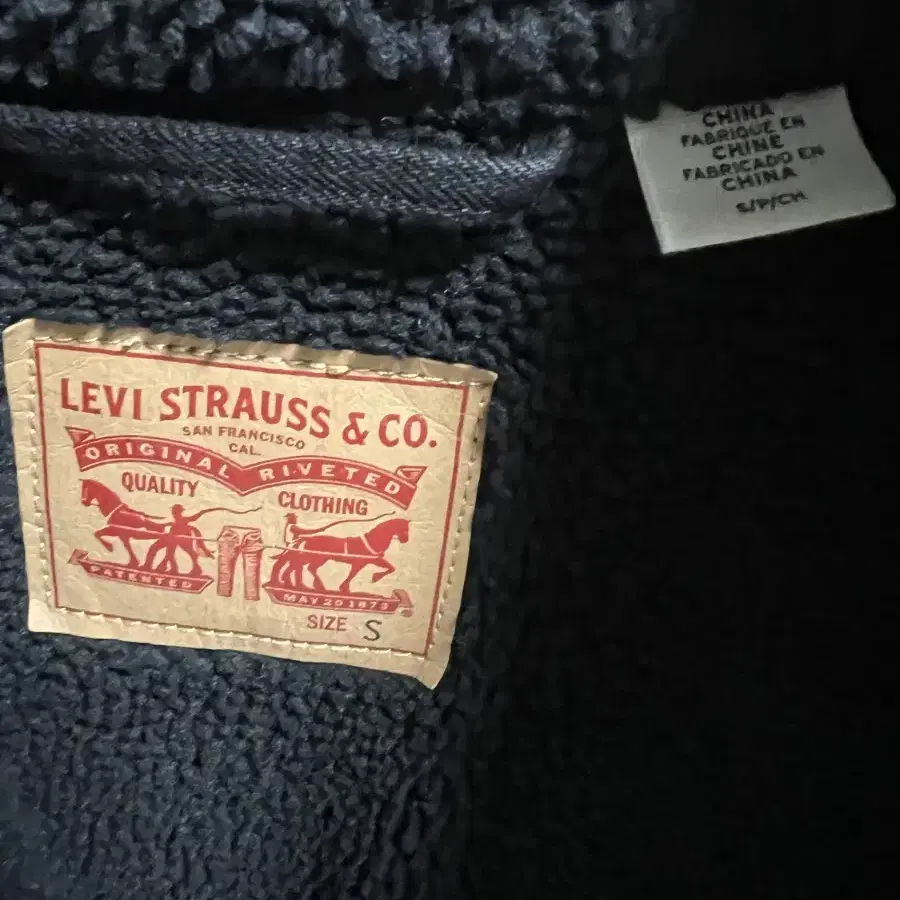 LEVI STRAUSS & CO.
SAN FRANCISCO
CAL.
ORIGINAL RIVETED
QUALITY CLOTHING
PATENTED
MAY 20 1873
SIZE S
CHINA
FABRIQUE EN
CHINE
FABRICADO EN
CHINA
S/P/CH